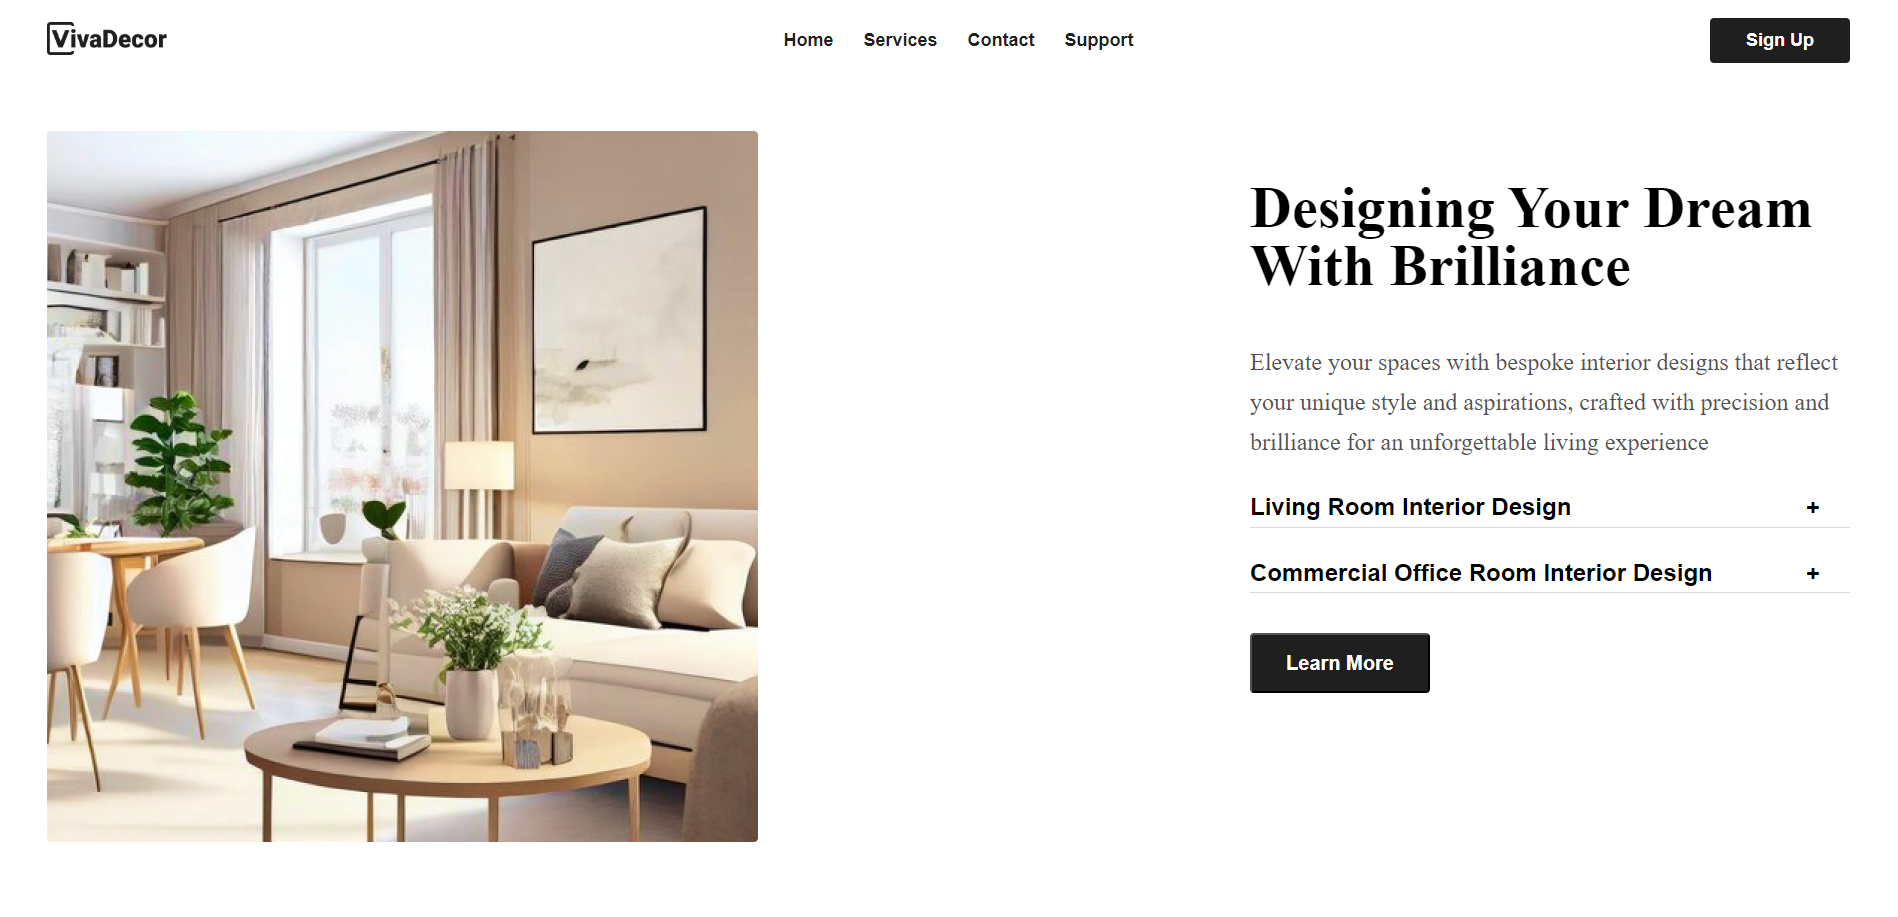 VivaDecor
Home Services Contact Support
Sign Up
Designing Your Dream
With Brilliance
Elevate your spaces with bespoke interior designs that reflect
your unique style and aspirations, crafted with precision and
brilliance for an unforgettable living experience
Living Room Interior Design +
Commercial Office Room Interior Design +
Learn More